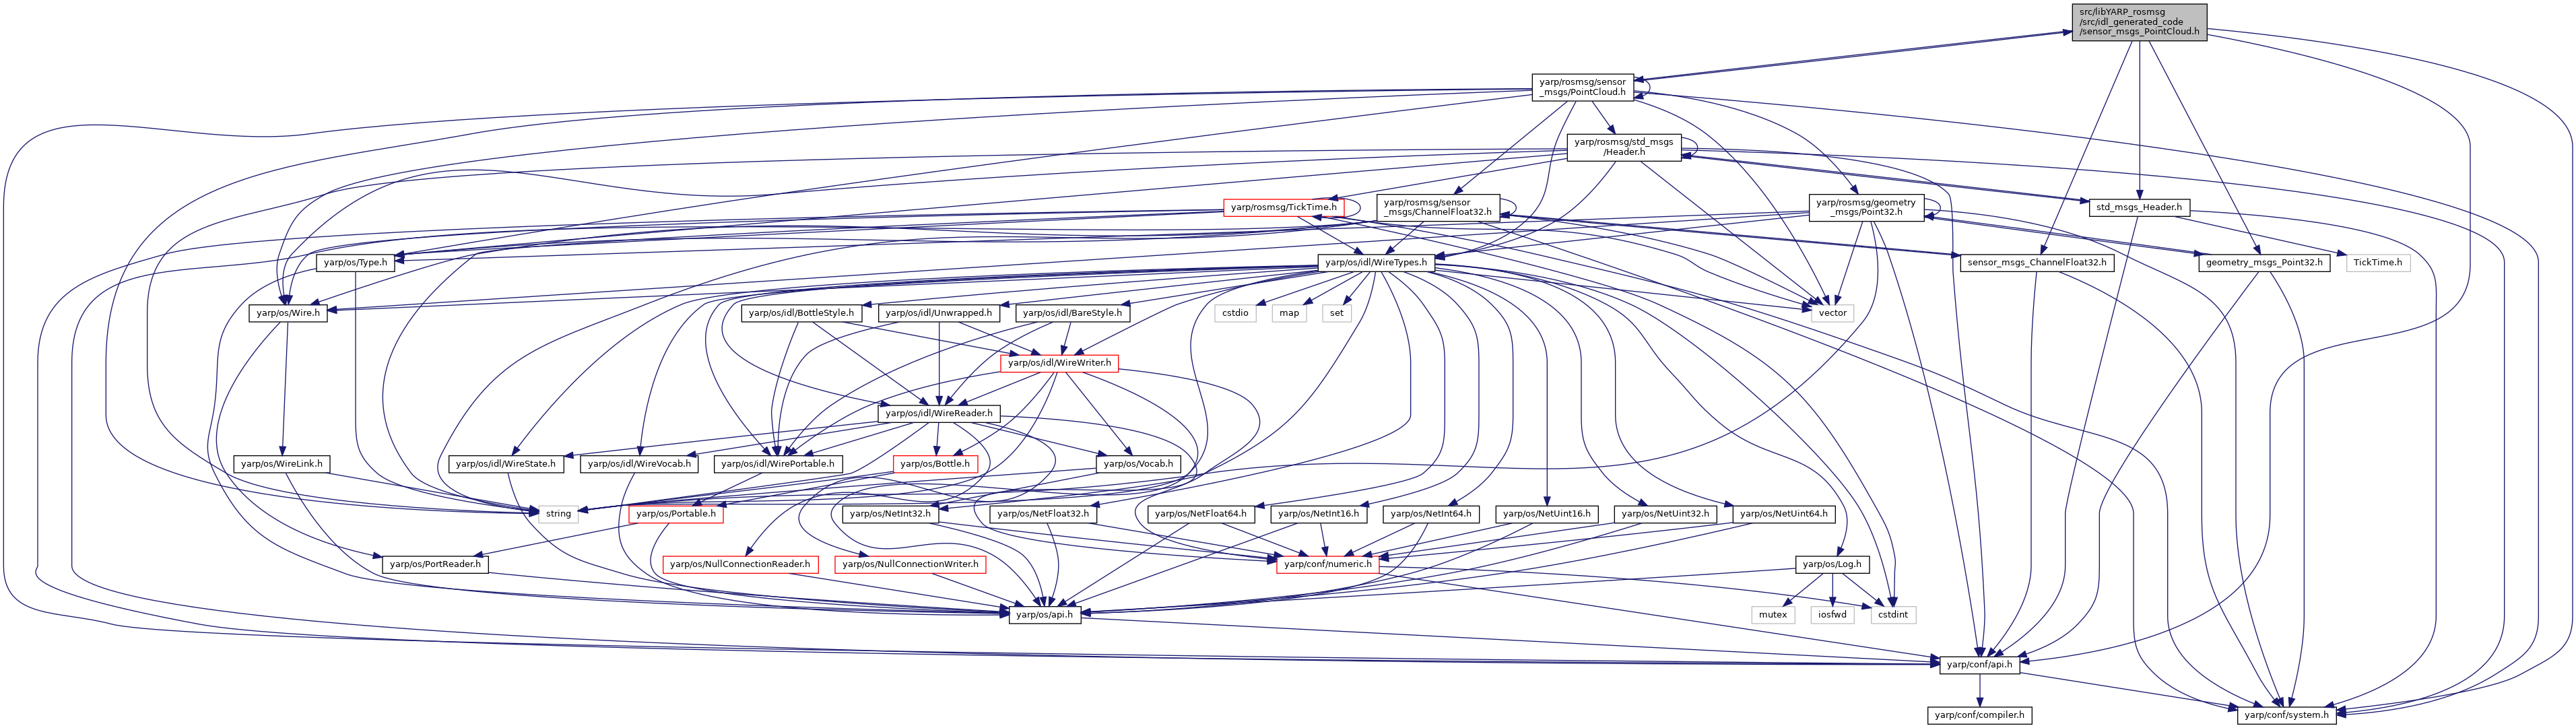 src/libYARP_rosmsg
/src/idl_generated_code
/sensor_msgs_PointCloud.h
yarp/rosmsg/sensor
_msgs/PointCloud.h
yarp/rosmsg/std_msgs
/Header.h
yarp/rosmsg/TickTime.h
yarp/rosmsg/sensor
_msgs/ChannelFloat32.h
yarp/rosmsg/geometry
_msgs/Point32.h
std_msgs_Header.h
yarp/os/Type.h
yarp/os/idl/WireTypes.h
sensor_msgs_ChannelFloat32.h
geometry_msgs_Point32.h
TickTime.h
yarp/os/Wire.h
yarp/os/idl/BottleStyle.h
yarp/os/idl/Unwrapped.h
yarp/os/idl/BareStyle.h
cstdio
map
set
vector
yarp/os/idl/WireWriter.h
yarp/os/idl/WireReader.h
yarp/os/WireLink.h
yarp/os/idl/WireState.h
yarp/os/idl/WireVocab.h
yarp/os/idl/WirePortable.h
yarp/os/Bottle.h
yarp/os/Vocab.h
string
yarp/os/Portable.h
yarp/os/NetInt32.h
yarp/os/NetFloat32.h
yarp/os/NetFloat64.h
yarp/os/NetInt16.h
yarp/os/NetInt64.h
yarp/os/NetUint16.h
yarp/os/NetUint32.h
yarp/os/NetUint64.h
yarp/os/PortReader.h
yarp/os/NullConnectionReader.h
yarp/os/NullConnectionWriter.h
yarp/conf/numeric.h
yarp/os/Log.h
yarp/os/api.h
mutex
iosfwd
cstdint
yarp/conf/api.h
yarp/conf/compiler.h
yarp/conf/system.h